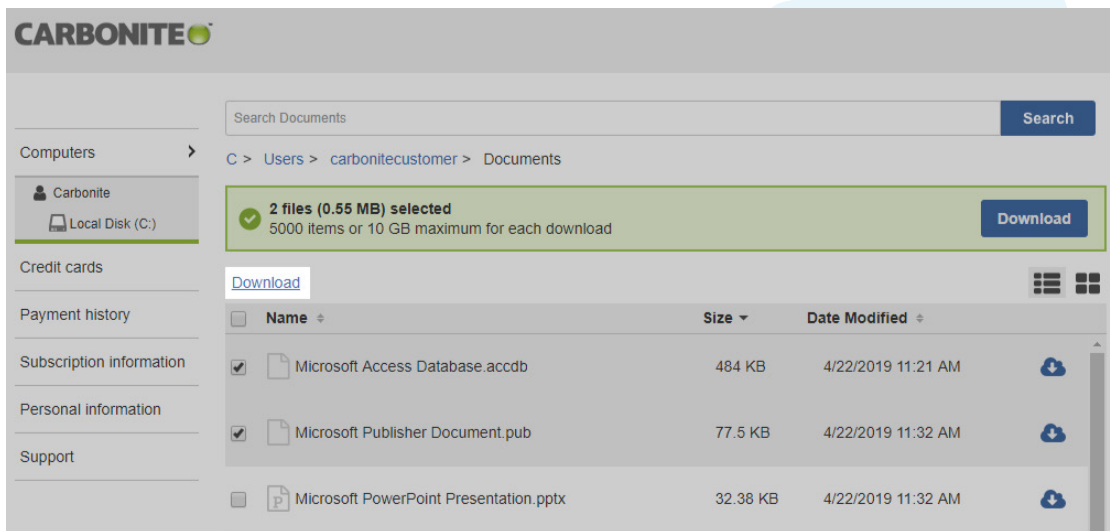 CARBONITE
Search Documents
Search
Computers
C > Users > carbonitecustomer > Documents
Carbonite
Local Disk (C:)
2 files (0.55 MB) selected
5000 items or 10 GB maximum for each download
Download
Credit cards
Download
Payment history
Name Size Date Modified
Subscription information
Microsoft Access Database.accdb 484 KB 4/22/2019 11:21 AM
Personal information
Microsoft Publisher Document.pub 77.5 KB 4/22/2019 11:32 AM
Support
Microsoft PowerPoint Presentation.pptx 32.38 KB 4/22/2019 11:32 AM